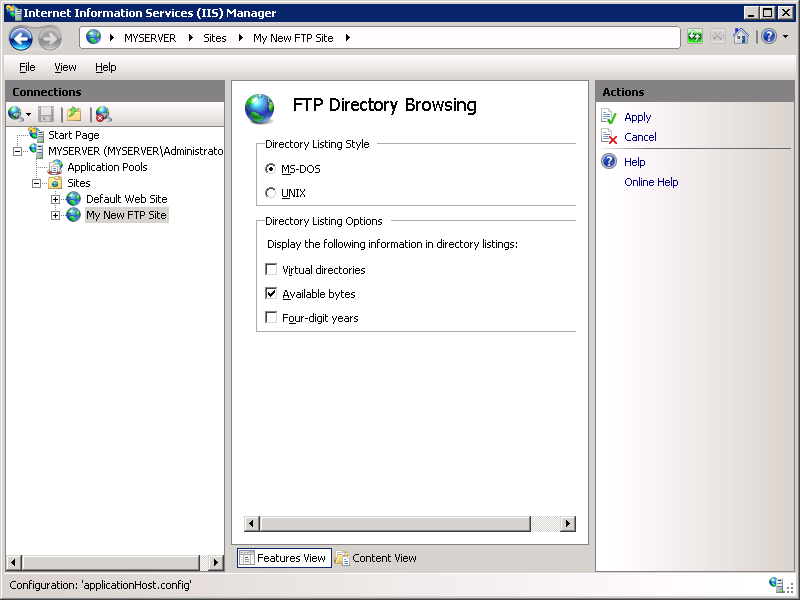 Internet Information Services (IIS) Manager
MYSERVER Sites My New FTP Site
File View Help
Connections
Start Page
MYSERVER (MYSERVER\Administrato
Application Pools
Sites
Default Web Site
My New FTP Site
FTP Directory Browsing
Directory Listing Style
MS-DOS
UNIX
Directory Listing Options
Display the following information in directory listings:
Virtual directories
Available bytes
Four-digit years
Features View Content View
Actions
Apply
Cancel
Help
Online Help
Configuration: 'applicationHost.config'